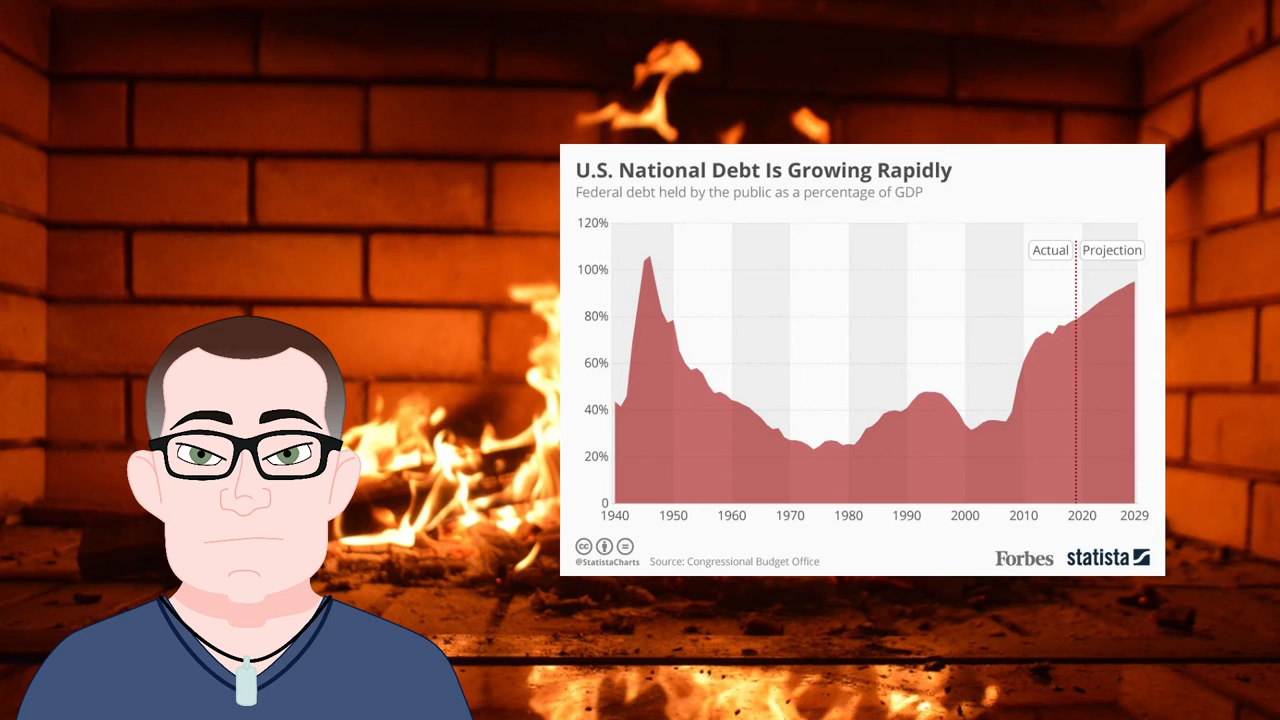 U.S. National Debt Is Growing Rapidly
Federal debt held by the public as a percentage of GDP
120%
100%
80%
60%
40%
20%
0
Actual
Projection
1940 1950 1960 1970 1980 1990 2000 2010 2020 2029
@StatistaCharts Source: Congressional Budget Office
Forbes statista